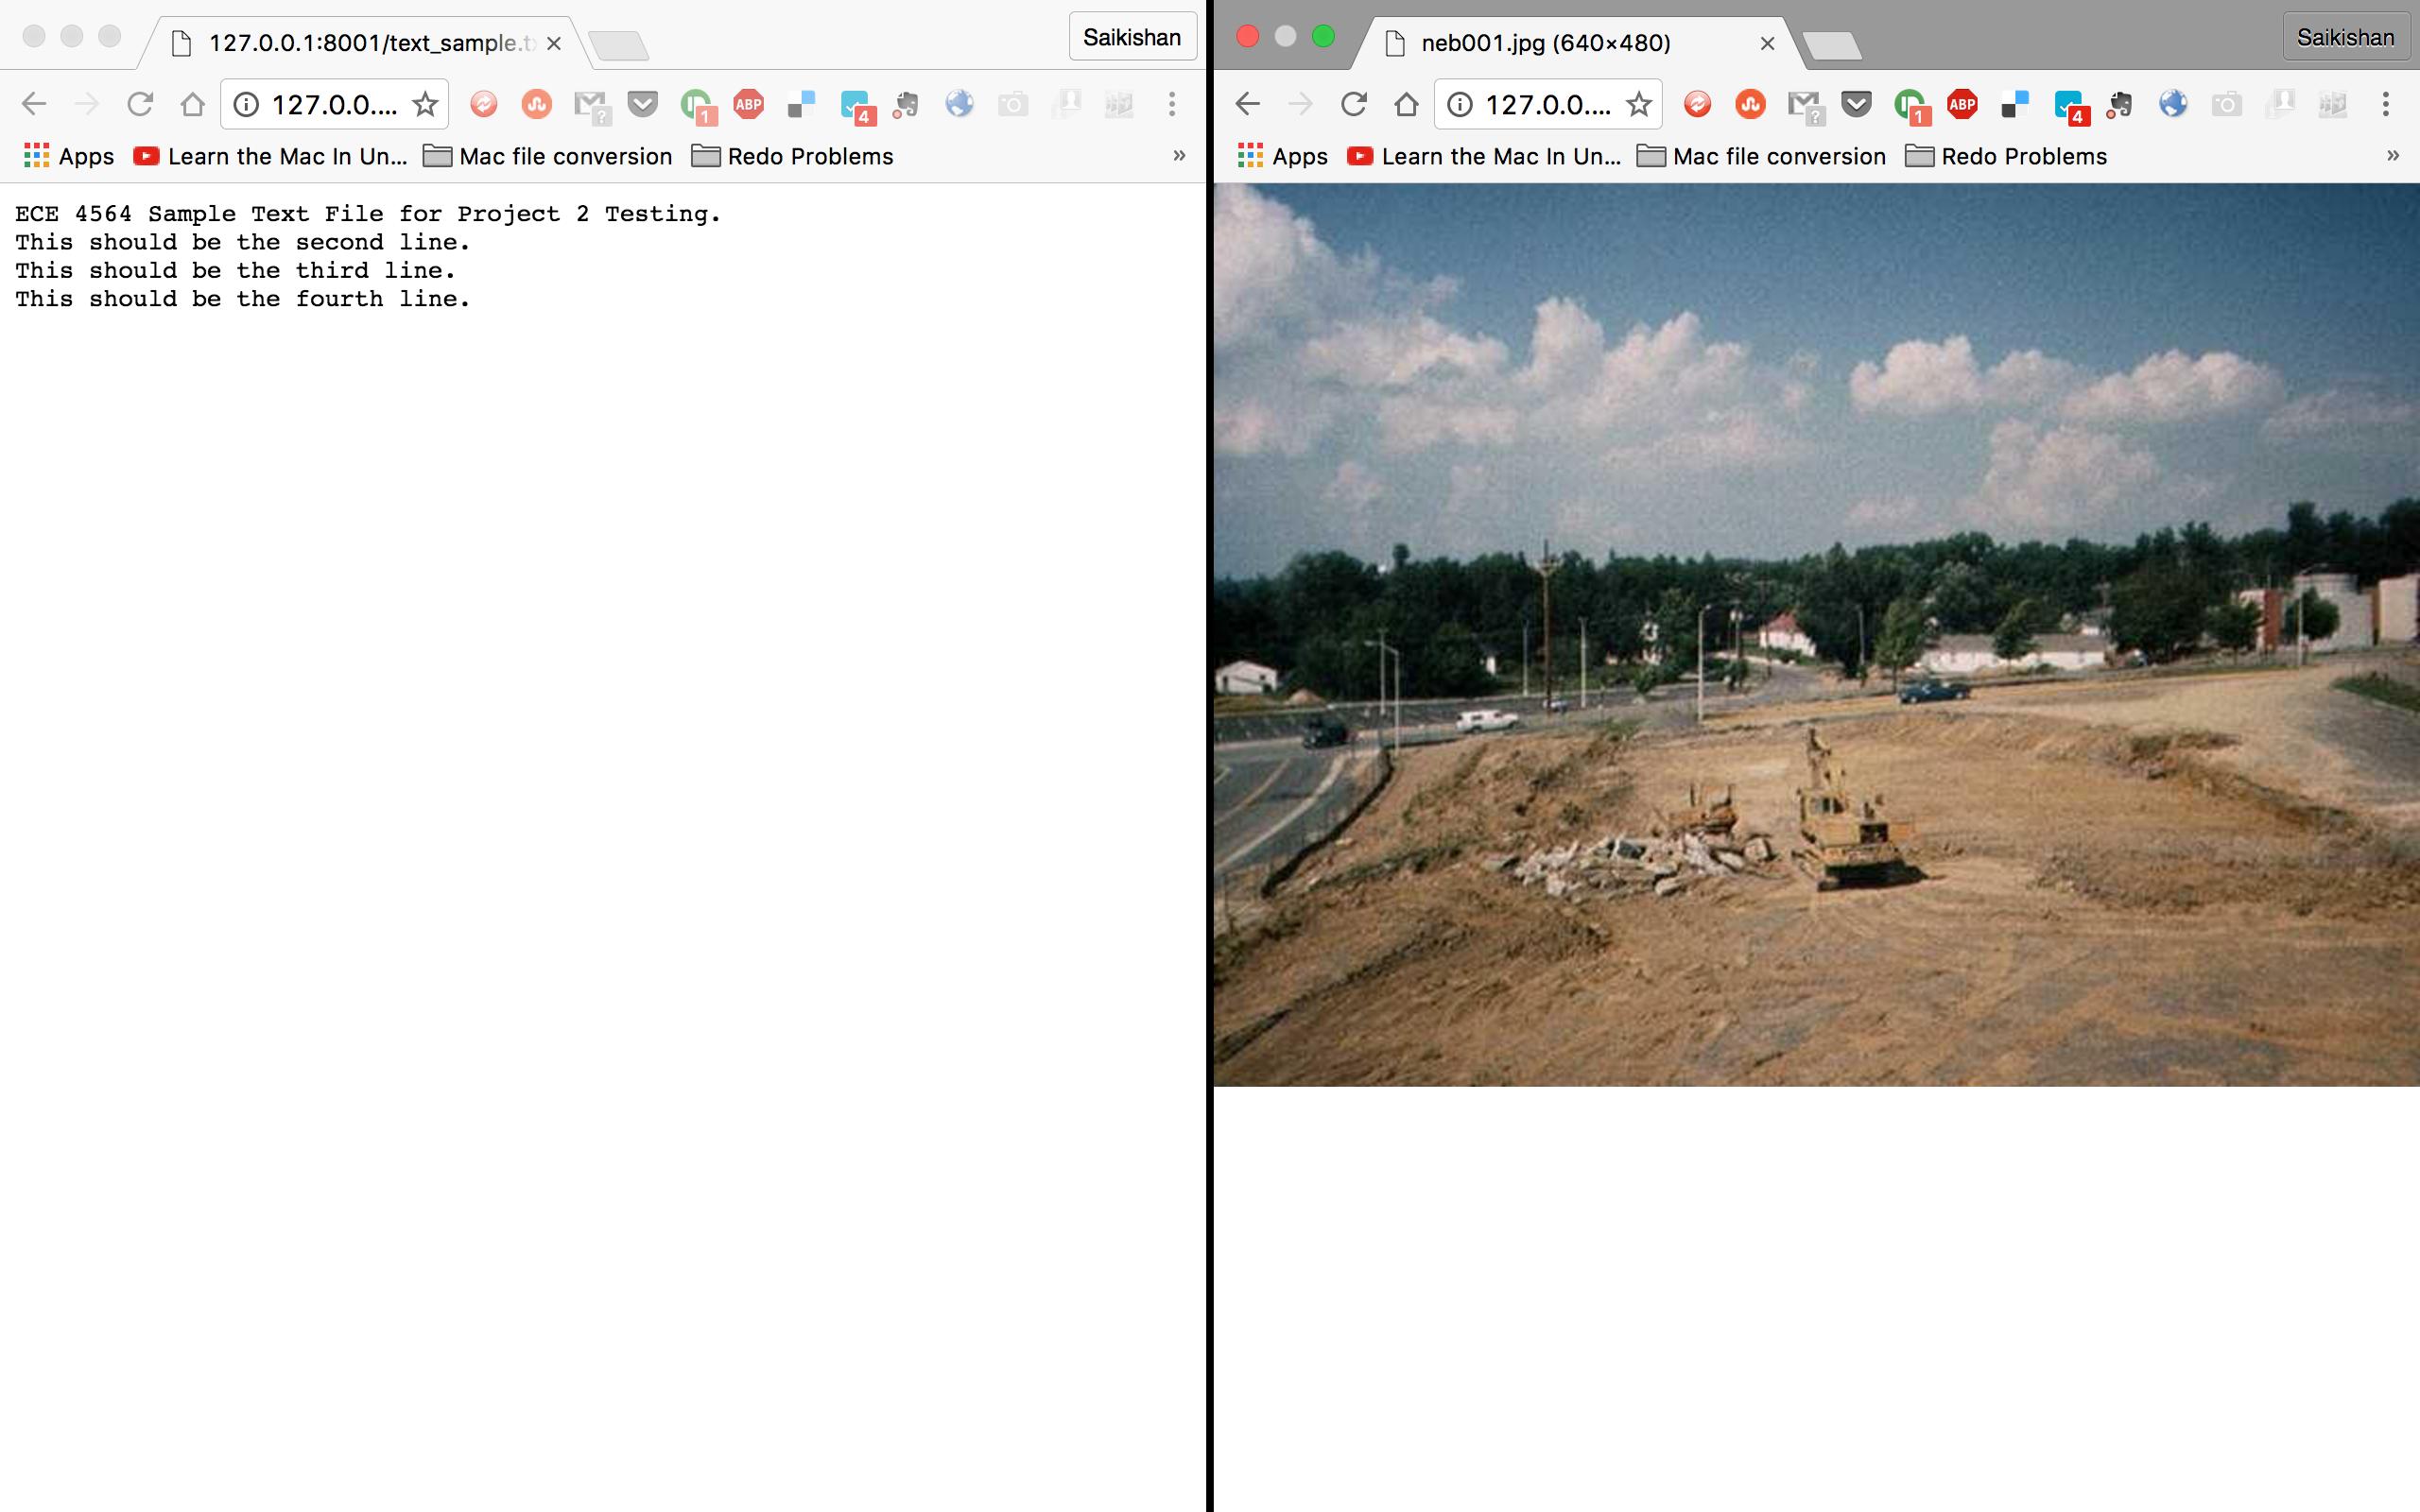 127.0.0.1:8001/text_sample.t
Saikishan
127.0.0....
?
1
ABP
4
Apps
Learn the Mac In Un...
Mac file conversion
Redo Problems
»
ECE 4564 Sample Text File for Project 2 Testing.
This should be the second line.
This should be the third line.
This should be the fourth line.
neb001.jpg (640×480)
Saikishan
127.0.0....
?
1
ABP
4
Apps
Learn the Mac In Un...
Mac file conversion
Redo Problems
»